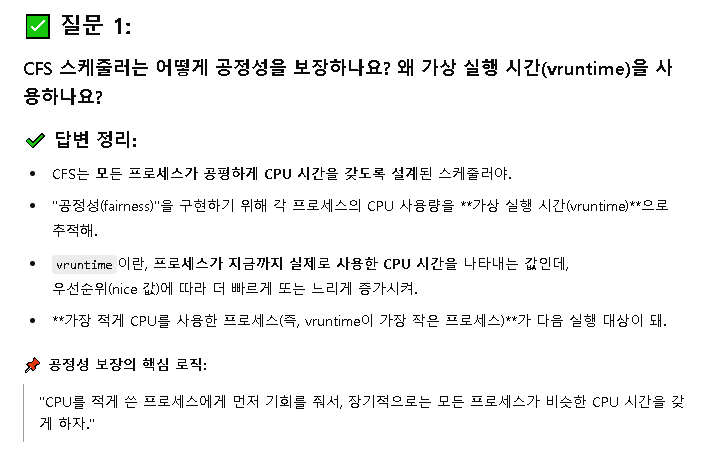 ✅ 질문 1:
CFS 스케줄러는 어떻게 공정성을 보장하나요? 왜 가상 실행 시간(vruntime)을 사
용하나요?
✔ 답변 정리:
• CFS는 모든 프로세스가 공평하게 CPU 시간을 갖도록 설계된 스케줄러야.
• "공정성(fairness)"을 구현하기 위해 각 프로세스의 CPU 사용량을 **가상 실행 시간(vruntime)**으로
추적해.
• vruntime 이란, 프로세스가 지금까지 실제로 사용한 CPU 시간을 나타내는 값인데,
우선순위(nice 값)에 따라 더 빠르게 또는 느리게 증가시켜.
• **가장 적게 CPU를 사용한 프로세스(즉, vruntime이 가장 작은 프로세스)**가 다음 실행 대상이 돼.
📌 공정성 보장의 핵심 로직:
"CPU를 적게 쓴 프로세스에게 먼저 기회를 줘서, 장기적으로는 모든 프로세스가 비슷한 CPU 시간을 갖
게 하자."